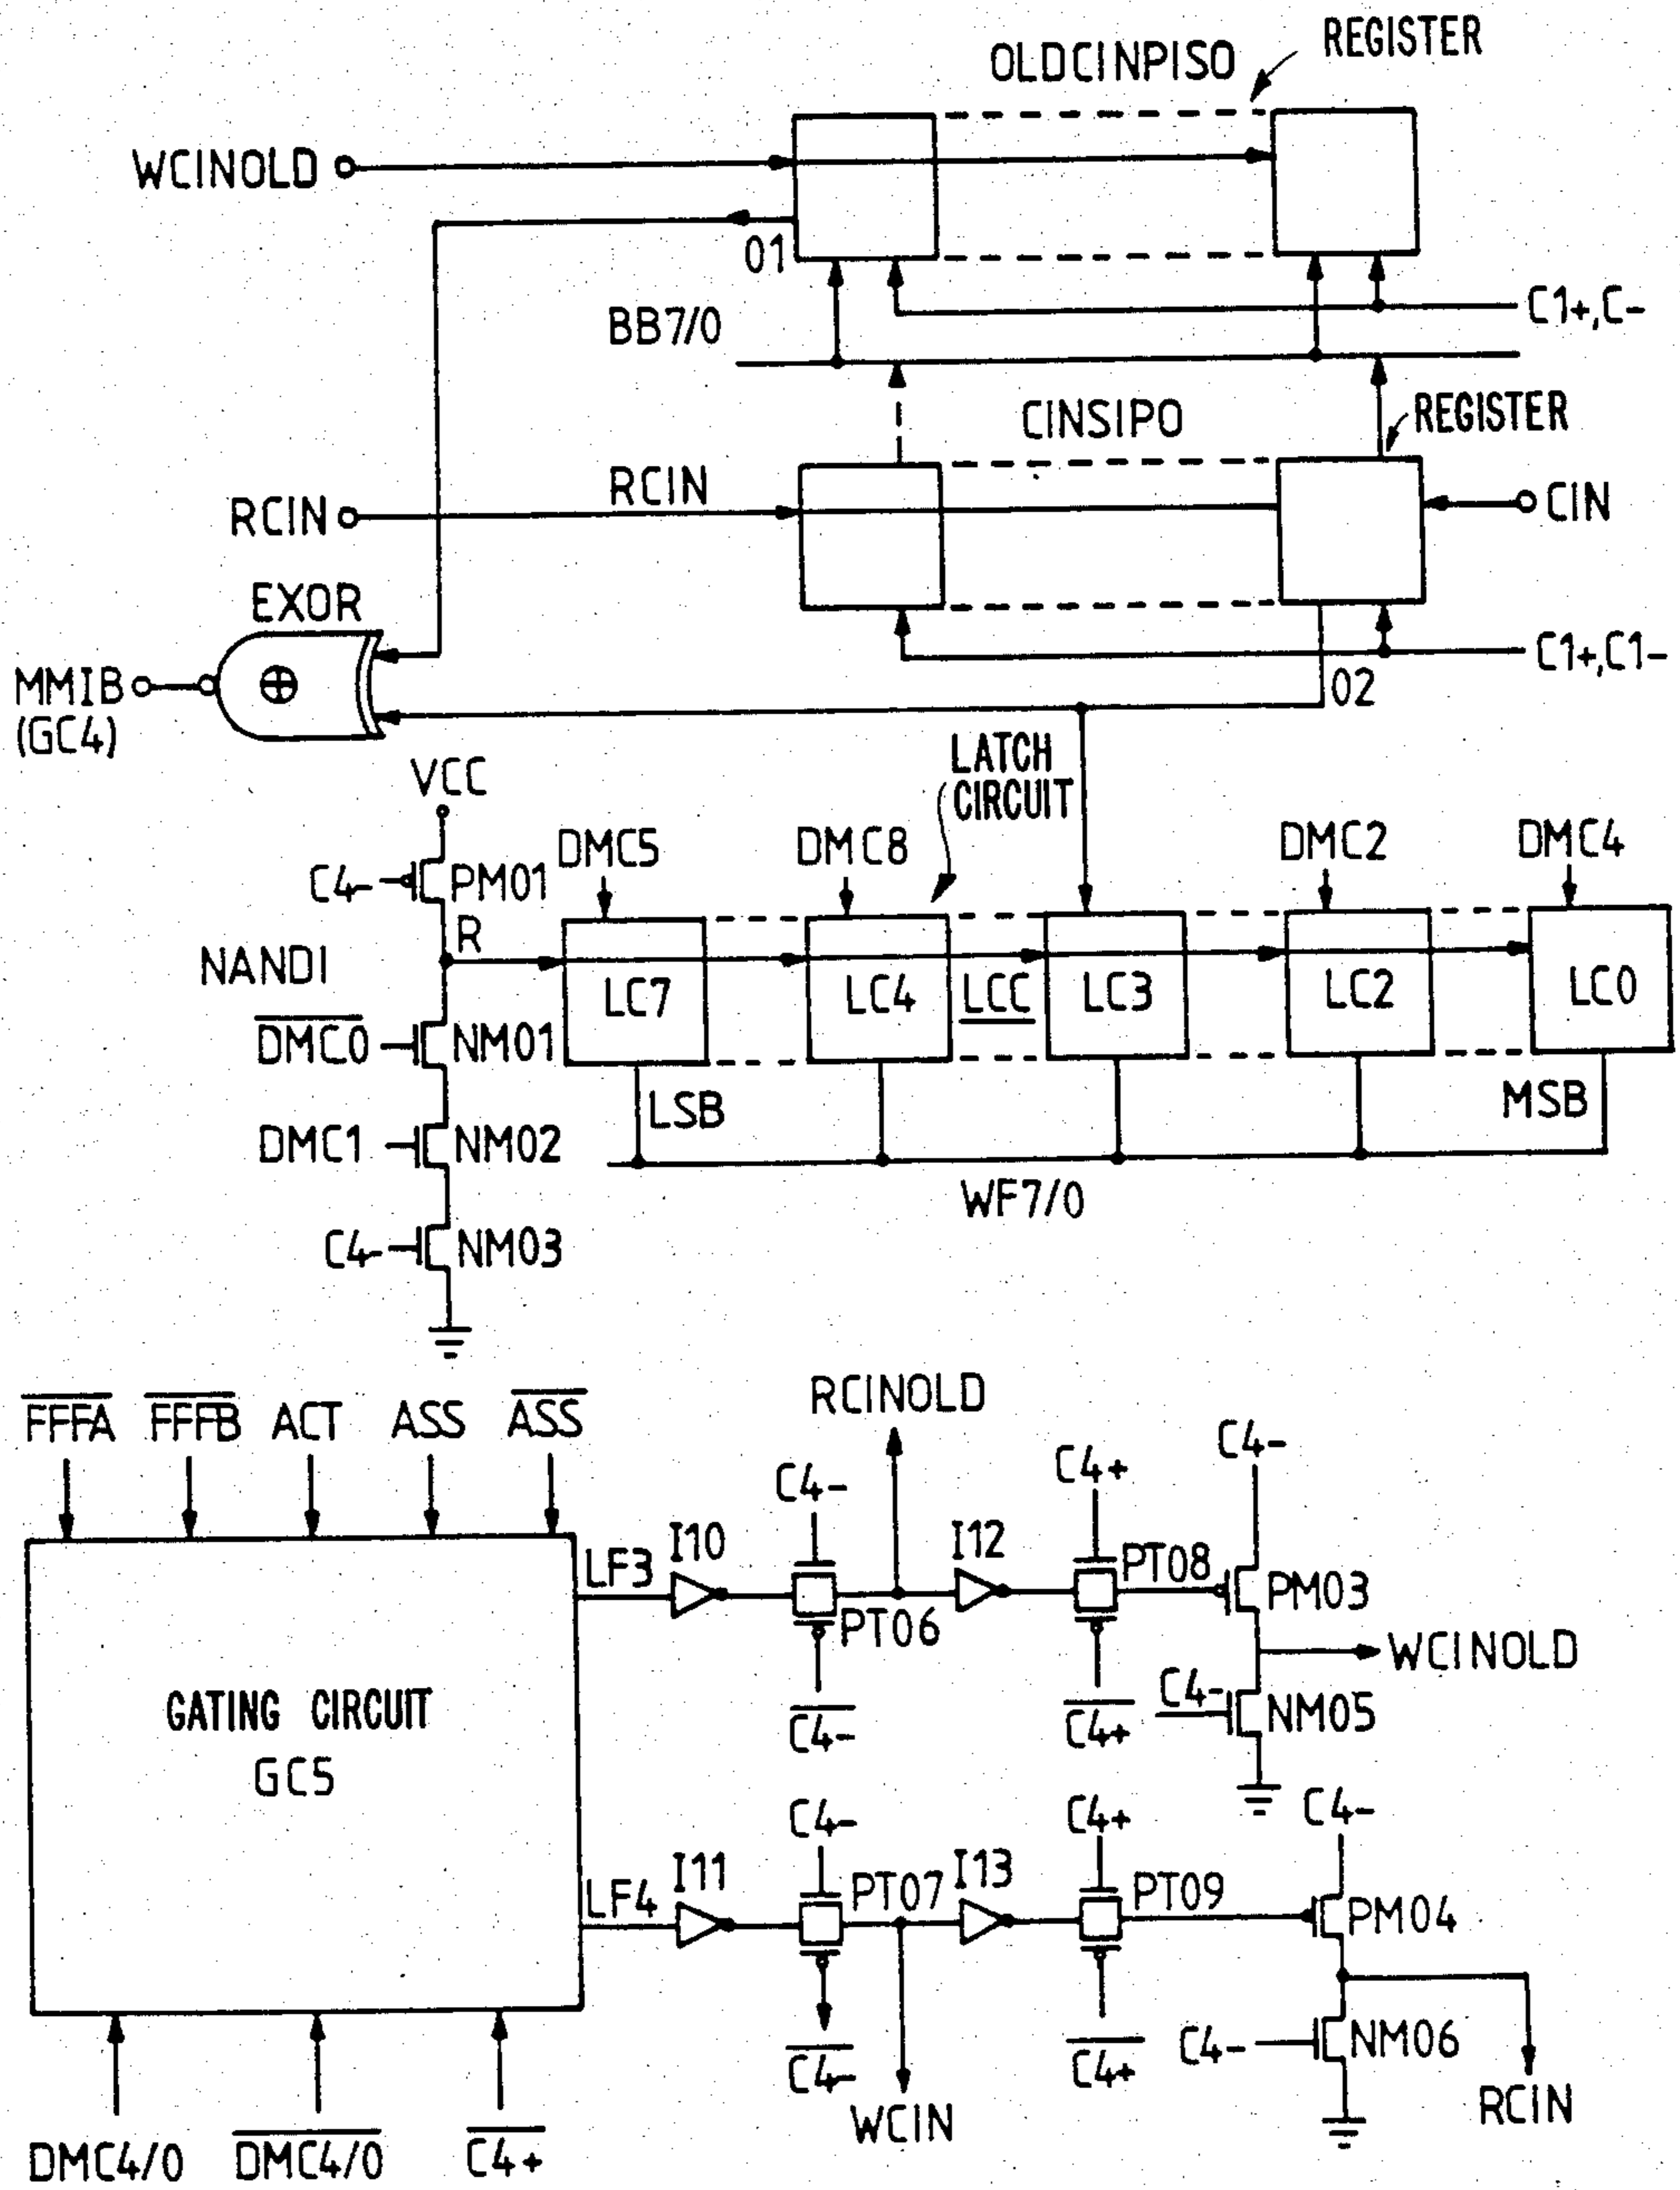 REGISTER
OLDCINPISO
WCINOLD
01
BB7/0
C1+,C-
CINSIPO
REGISTER
RCIN
RCIN
CIN
EXOR
C1+,C1-
MMIB
(GC4)
02
VCC
LATCH
CIRCUIT
C4-
PM01
DMC5
DMC8
DMC2
DMC4
R
NANDI
LC7
LC4
LCC
LC3
LC2
LC0
DMC0
NM01
LSB
MSB
DMC1
NM02
WF7/0
C4-
NM03
FFFA
FFFB
ACT
ASS
ASS
RCINOLD
C4-
C4+
C4-
LF3
I10
I12
PT08
PM03
PT06
WCINOLD
GATING CIRCUIT
GC5
C4-
C4+
C4-
NM05
C4-
C4+
C4-
LF4
I11
PT07
I13
PT09
PM04
C4-
NM06
C4-
C4+
WCIN
RCIN
DMC4/0
DMC4/0
C4+